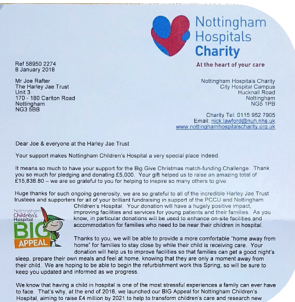 Nottingham
Hospitals
Charity
At the heart of your care
Ref 58950 2274
8 January 2018
Mr Joe Rafter
The Harley Jae Trust
Unit 3
170 - 180 Carlton Road
Nottingham
NG3 5BB
Nottingham Hospitals Charity
City Hospital Campus
Hucknall Road
Nottingham
NG5 1PB
Charity Tel 0115 962 7905
Email: nick.lawford@nuh.nhs.uk
www.nottinghamhospitalscharity.org.uk
Dear Joe & everyone at the Harley Jae Trust
Your support makes Nottingham Children's Hospital a very special place indeed.
It means so much to have your support for the Big Give Christmas match-funding Challenge. Thank
you so much for pledging and donating £5,000. Your gift helped us to raise an amazing total of
£15,836.80 – we are so grateful to you for helping to inspire so many others to give.
Huge thanks for such ongoing generosity, we are so grateful to all of the incredible Harley Jae Trust
trustees and supporters for all of your brilliant fundraising in support of the PCCU and Nottingham
Children's Hospital. Your donation will have a hugely positive impact,
improving facilities and services for young patients and their families. As you
know, in particular donations will be used to enhance on-site facilities and
accommodation for families who need to be near their children in hospital.
Nottingham
Children's
Hospital
BIG
APPEAL
Thanks to you, we are able to provide a more comfortable "home away from
home" for families to stay close by while their child is receiving care. Your
donation will help us to improve facilities so that families can get a good night's
sleep, prepare their own meals and feel at home, knowing that they are only a moment away from
their child. We are hoping to be able to begin the refurbishment work this Spring, so will be sure to
keep you updated and informed as we progress.
We know that having a child in hospital is one of the most stressful experiences a family can ever have
to face. That's why, at the end of 2016, we launched our BIG Appeal for Nottingham Children's
Hospital, aiming to raise £4 million by 2021 to help to transform children's care and research new